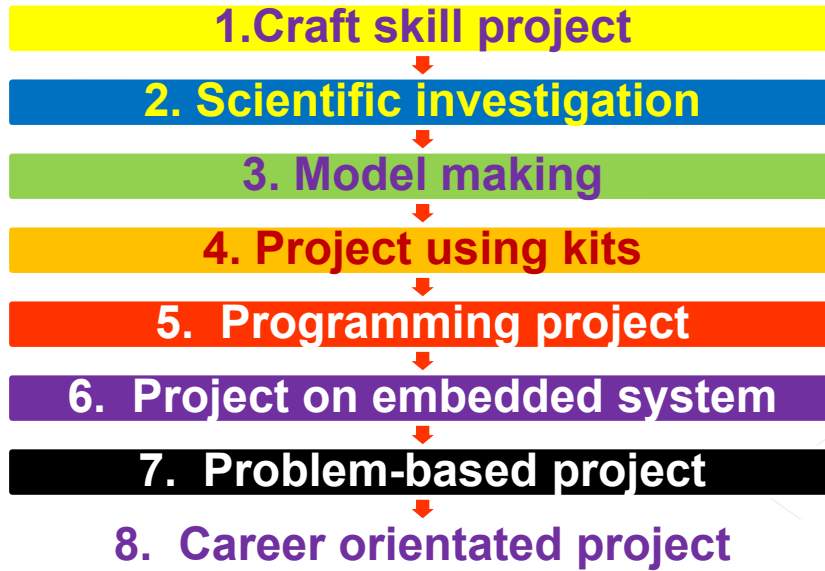 1.Craft skill project
2. Scientific investigation
3. Model making
4. Project using kits
5. Programming project
6. Project on embedded system
7. Problem-based project
8. Career orientated project